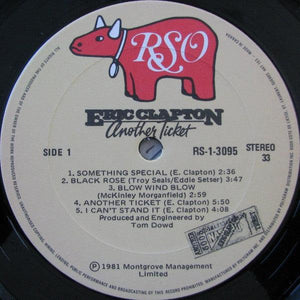 RSO
ERIC CLAPTON
Another Ticket
SIDE 1
RS-1-3095
STEREO
33
1. SOMETHING SPECIAL (E. Clapton) 2:36
2. BLACK ROSE (Troy Seals/Eddie Setser) 3:47
3. BLOW WIND BLOW
(McKinley Morganfield) 2:59
4. ANOTHER TICKET (E. Clapton) 5:50
5. I CAN'T STAND IT (E. Clapton) 4:08
Produced and Engineered by
Tom Dowd
Ⓟ 1981 Montgrove Management
Limited